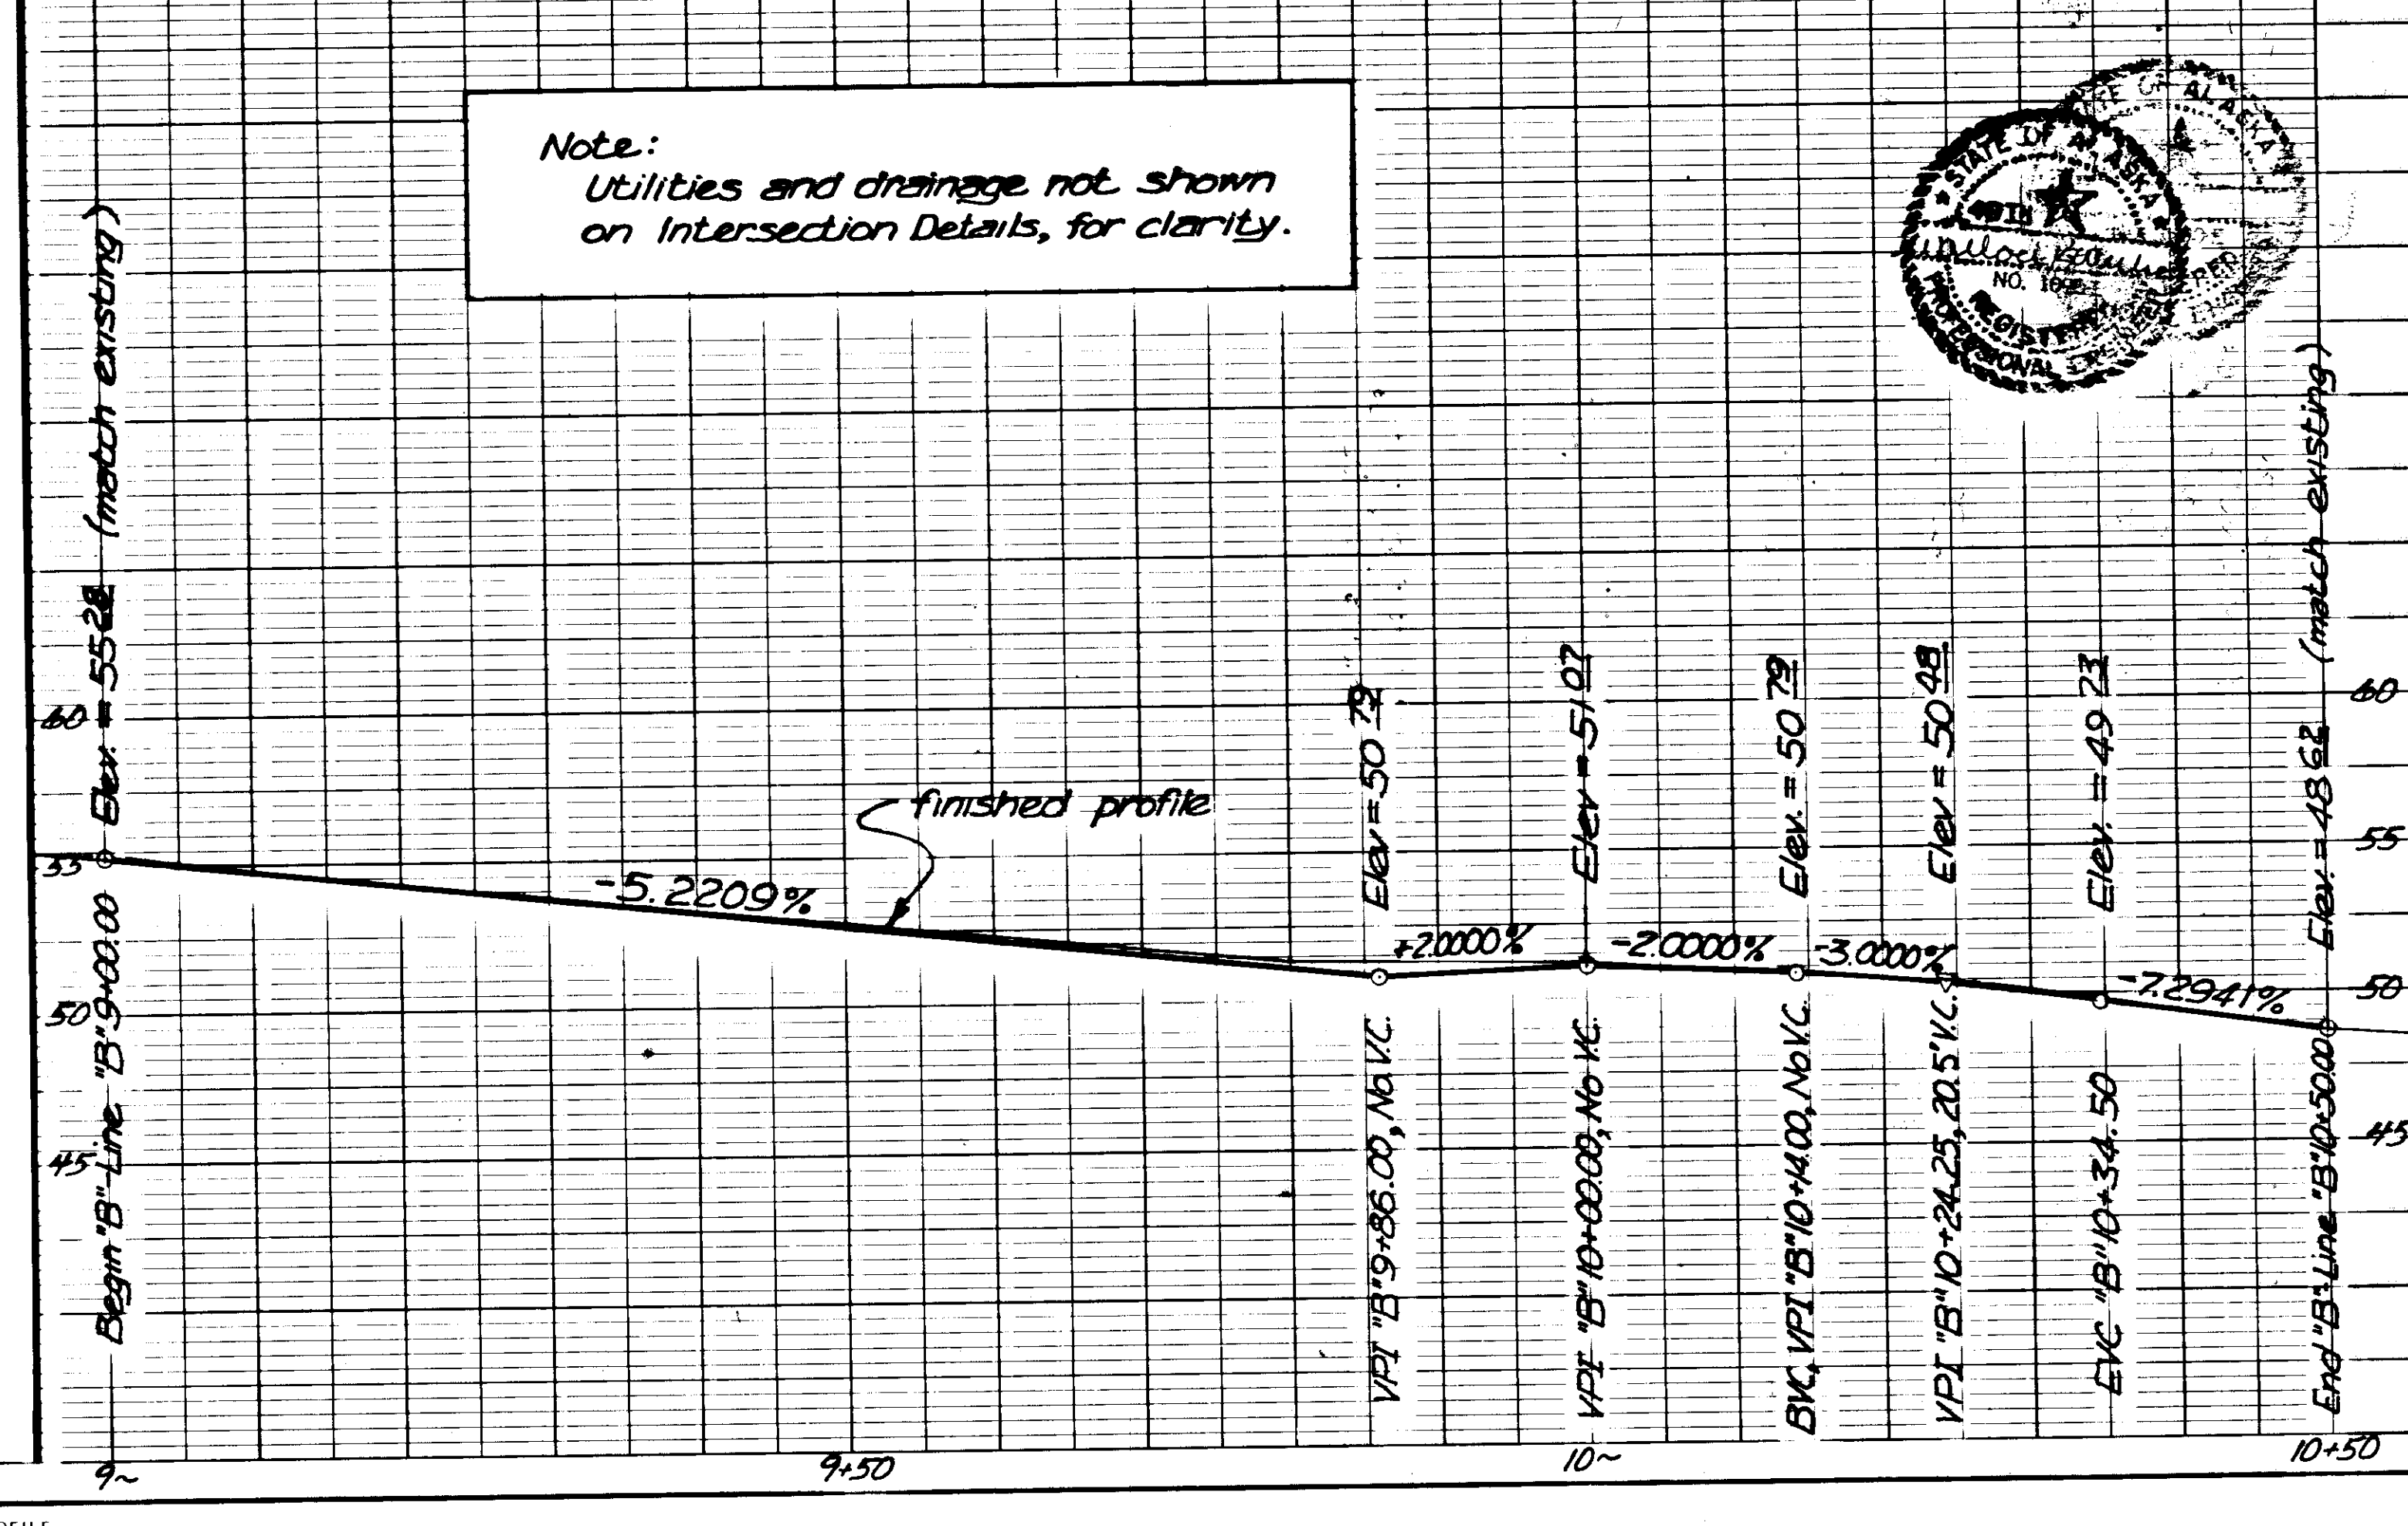 Note:
Utilities and drainage not shown
on Intersection Details, for clarity.
STATE OF ALASKA
49TH
NO.
REGISTERED
PROFESSIONAL
Elev. = 55 28 (match existing)
Elev = 50 79
Elev = 51 07
Elev. = 50 79
Elev = 50 48
Elev. = 49 23
Elev. = 48 62 (match existing)
60
60
55
55
50
50
45
45
finished profile
-5.2209%
+2.0000%
-2.0000%
-3.0000%
-7.2941%
Begin "B"-Line "B"9+00.00
VPI "B"9+86.00, No V.C.
VPI "B"10+00.00, No V.C.
BVC, VPI "B"10+14.00, No V.C.
VPI "B"10+24.25, 20.5' V.C.
EVC "B"10+34.50
End "B"-Line "B"10+50.00
9~
9+50
10~
10+50